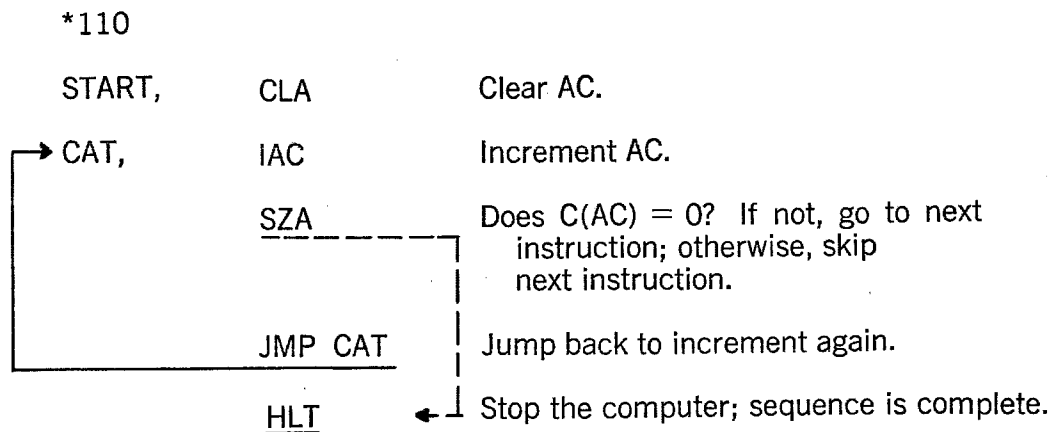 *110
START, CLA Clear AC.
CAT, IAC Increment AC.
SZA Does C(AC) = 0? If not, go to next
instruction; otherwise, skip
next instruction.
JMP CAT Jump back to increment again.
HLT Stop the computer; sequence is complete.